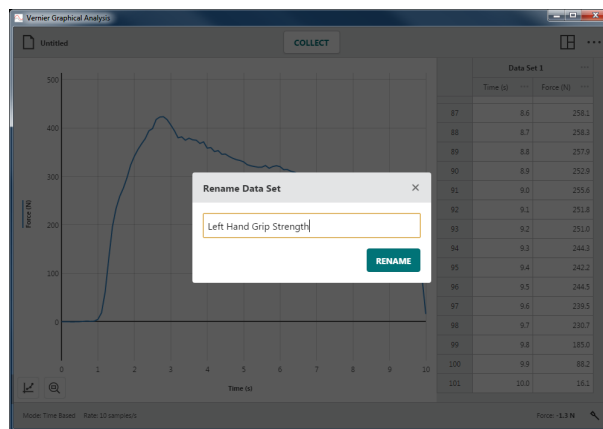 Vernier Graphical Analysis
Untitled
COLLECT
500
400
300
200
100
0
Force (N)
0 1 2 3 4 5 6 7 8 9 10
Time (s)
Rename Data Set
Left Hand Grip Strength
RENAME
Data Set 1
Time (s) Force (N)
87 8.6 258.1
88 8.7 258.3
89 8.8 257.9
90 8.9 252.9
91 9.0 255.6
92 9.1 251.8
93 9.2 251.0
94 9.3 244.3
95 9.4 242.2
96 9.5 244.5
97 9.6 239.5
98 9.7 230.7
99 9.8 185.0
100 9.9 88.2
101 10.0 16.1
Mode: Time Based Rate: 10 samples/s
Force: -1.3 N